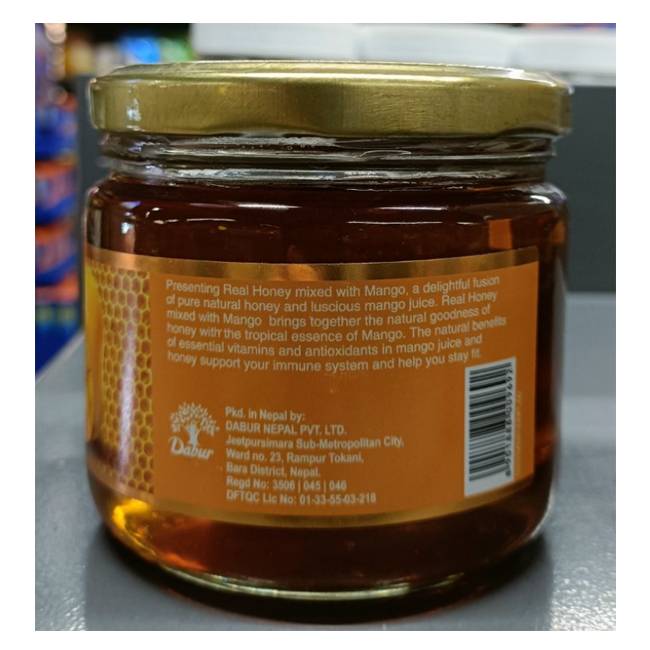 Presenting Real Honey mixed with Mango, a delightful fusion
of pure natural honey and luscious mango juice. Real Honey
mixed with Mango brings together the natural goodness of
honey with the tropical essence of Mango. The natural benefits
of essential vitamins and antioxidants in mango juice and
honey support your immune system and help you stay fit.
Dabur
Pkd. in Nepal by:
DABUR NEPAL PVT. LTD.
Jeetpursimara Sub-Metropolitan City,
Ward no. 23, Rampur Tokani,
Bara District, Nepal.
Regd No: 3506 | 045 | 046
DFTQC Lic No: 01-33-55-03-218